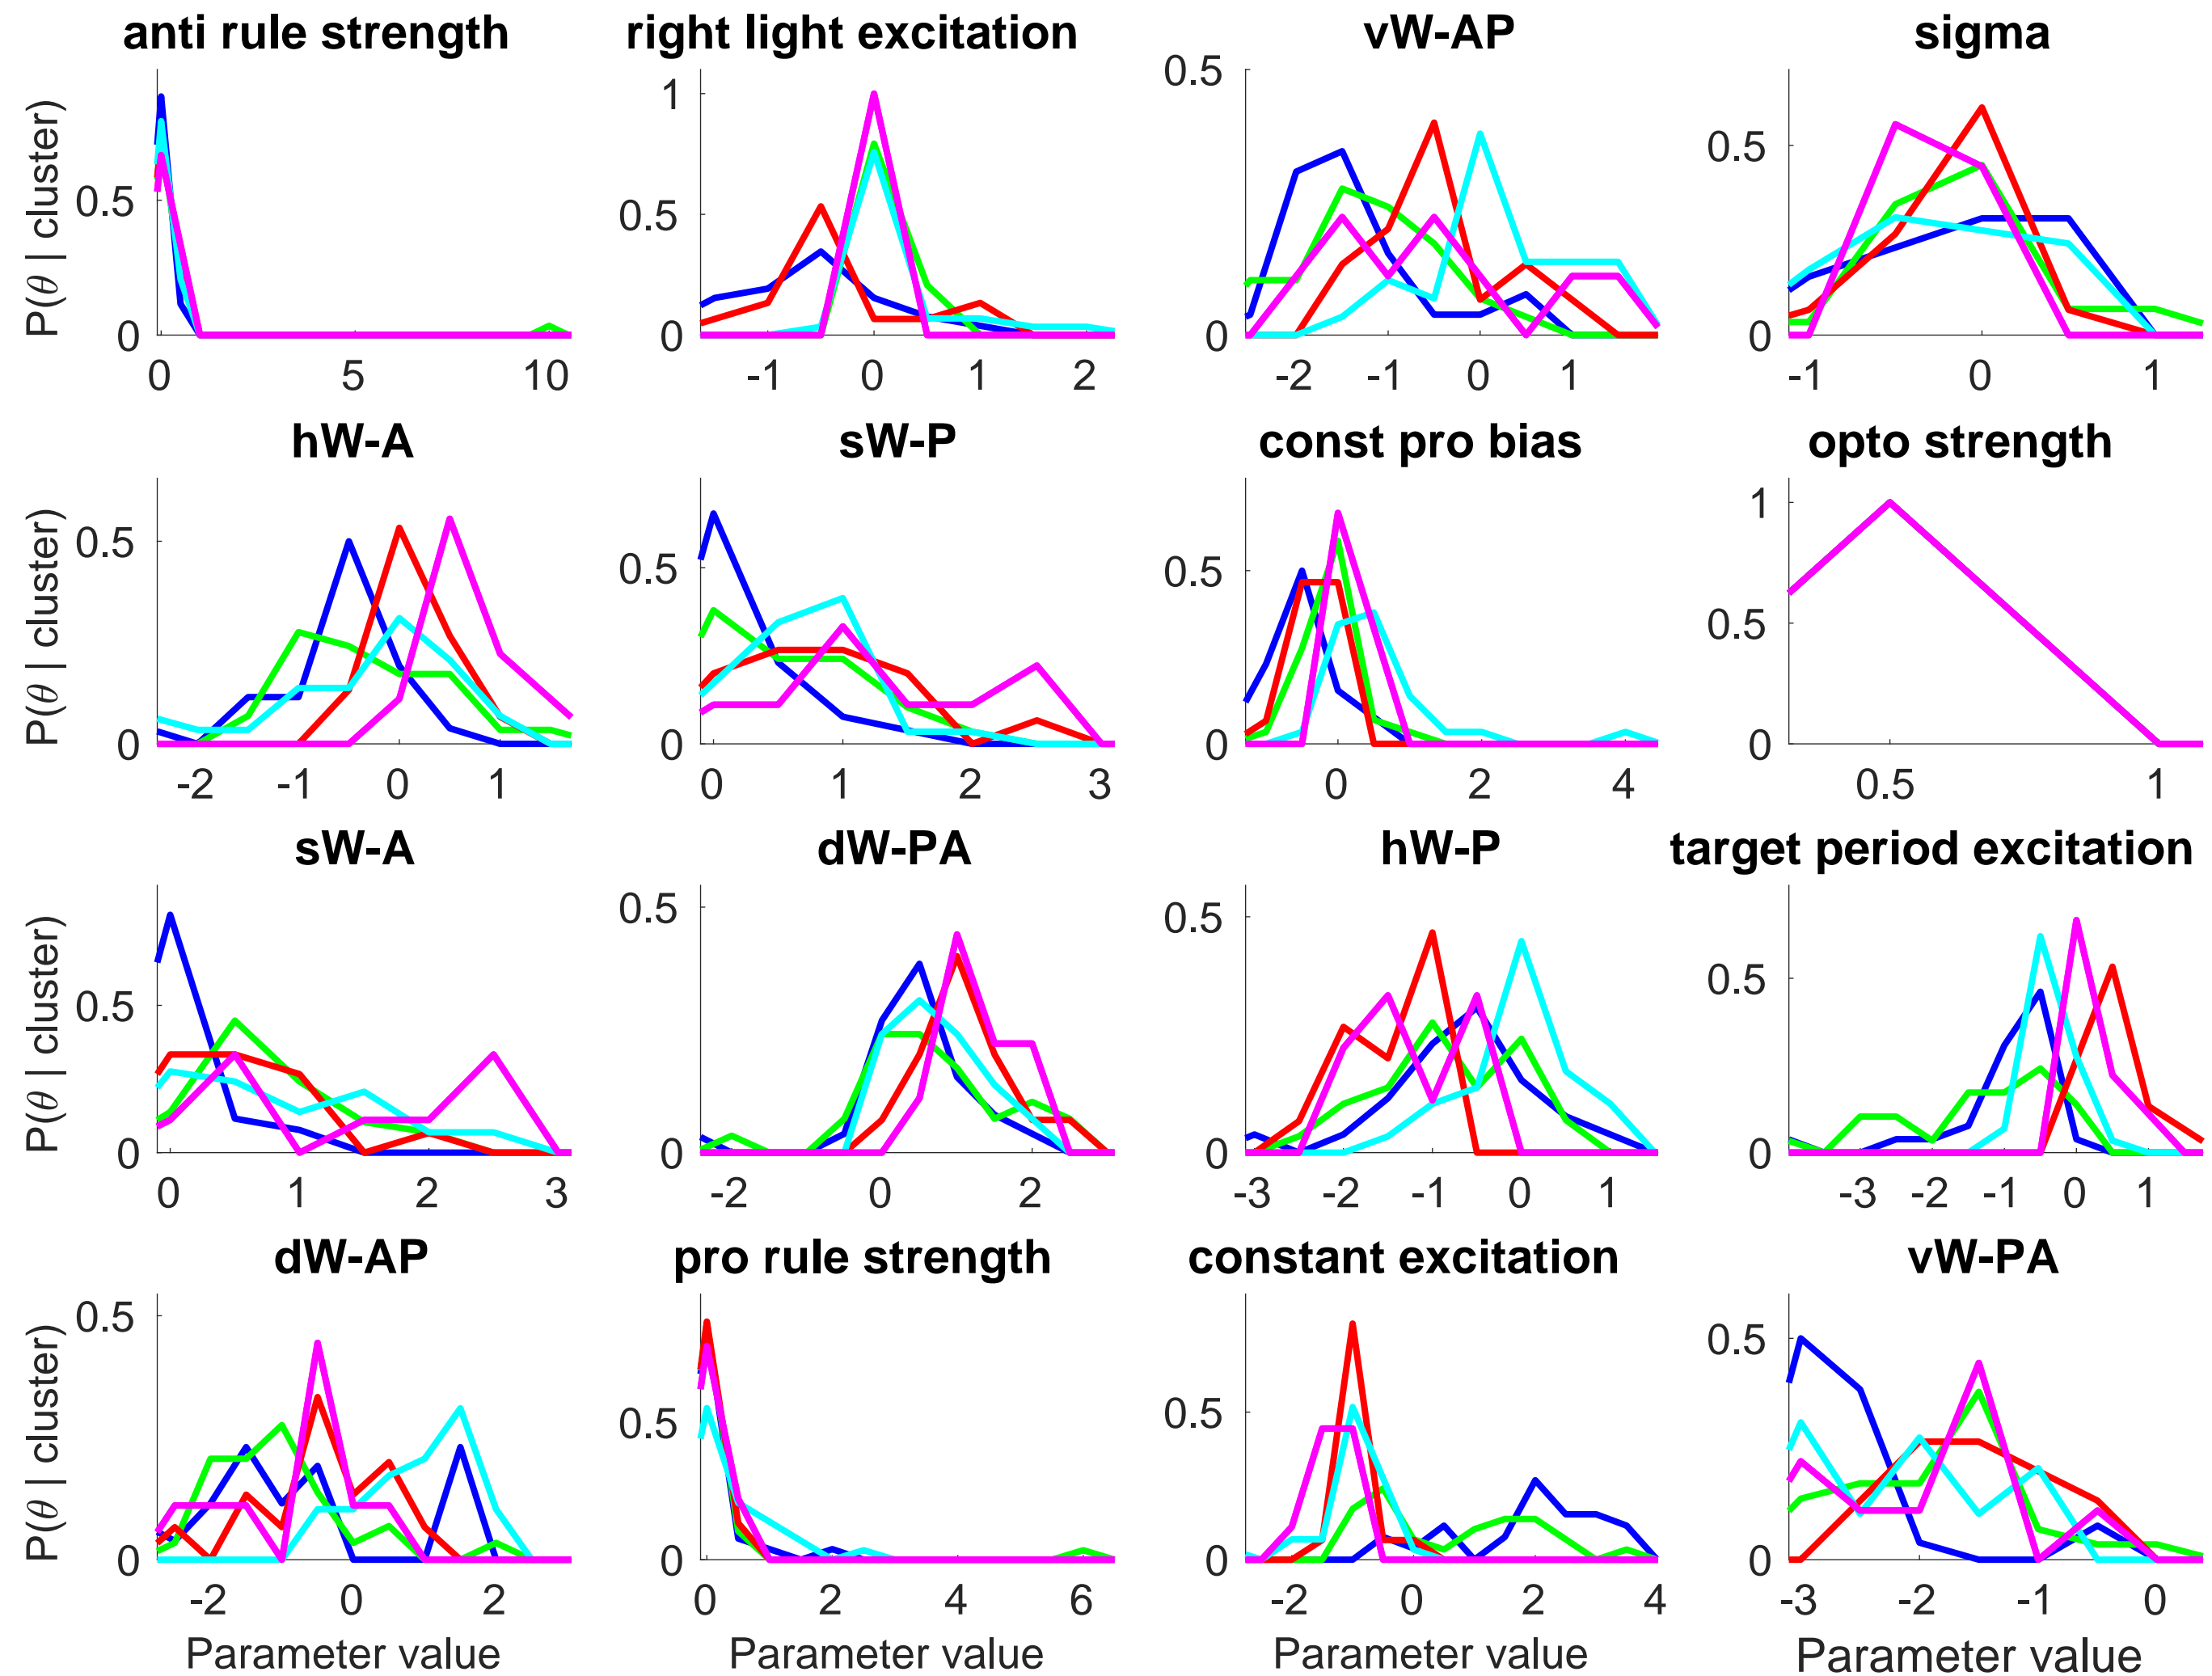 anti rule strength right light excitation vW-AP sigma
P(θ | cluster)
0.5
0
0 5 10
1
0.5
0
-1 0 1 2
0.5
0
-2 -1 0 1
0.5
0
-1 0 1
hW-A sW-P const pro bias opto strength
P(θ | cluster)
0.5
0
-2 -1 0 1
0.5
0
0 1 2 3
0.5
0
0 2 4
1
0.5
0
0.5 1
sW-A dW-PA hW-P target period excitation
P(θ | cluster)
0.5
0
0 1 2 3
0.5
0
-2 0 2
0.5
0
-3 -2 -1 0 1
0.5
0
-3 -2 -1 0 1
dW-AP pro rule strength constant excitation vW-PA
P(θ | cluster)
0.5
0
-2 0 2
0.5
0
0 2 4 6
0.5
0
-2 0 2 4
0.5
0
-3 -2 -1 0
Parameter value Parameter value Parameter value Parameter value